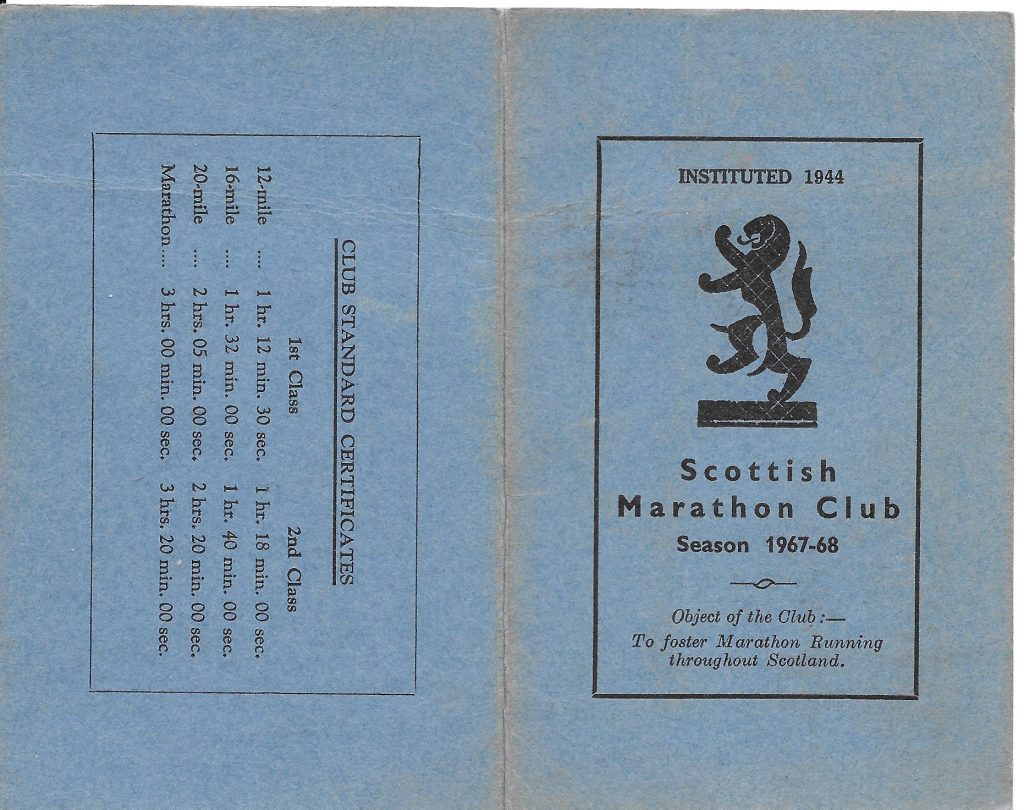 CLUB STANDARD CERTIFICATES
1st Class 2nd Class
12-mile .... 1 hr. 12 min. 30 sec. 1 hr. 18 min. 00 sec.
16-mile .... 1 hr. 32 min. 00 sec. 1 hr. 40 min. 00 sec.
20-mile .... 2 hrs. 05 min. 00 sec. 2 hrs. 20 min. 00 sec.
Marathon .... 3 hrs. 00 min. 00 sec. 3 hrs. 20 min. 00 sec.
INSTITUTED 1944
Scottish
Marathon Club
Season 1967-68
Object of the Club :—
To foster Marathon Running
throughout Scotland.